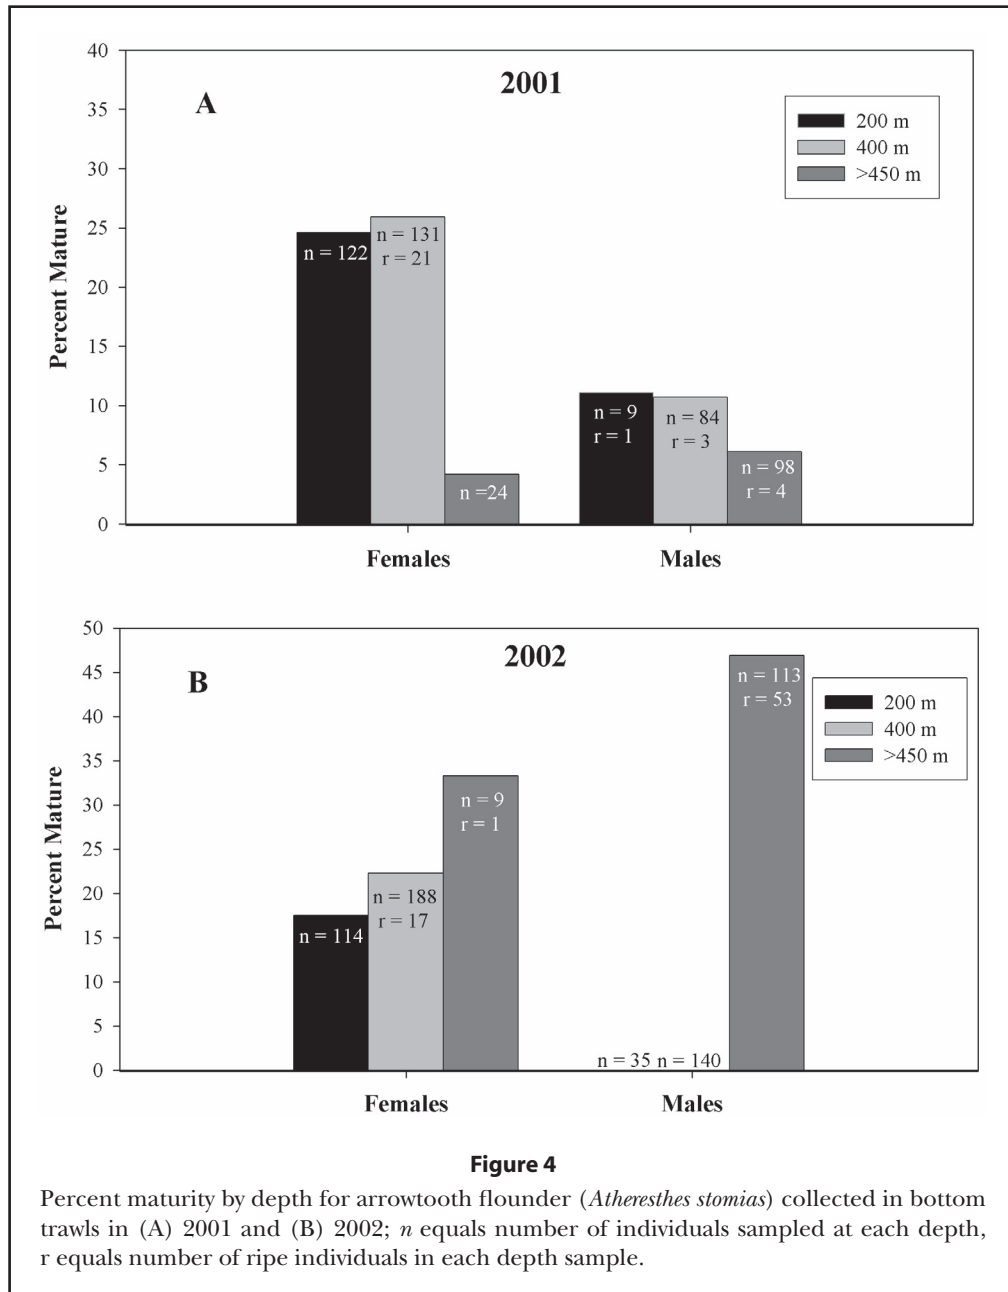 2001
A
200 m
400 m
>450 m
Percent Mature
40
35
30
25
20
15
10
5
0
n = 122
n = 131
r = 21
n =24
n = 9
r = 1
n = 84
r = 3
n = 98
r = 4
Females Males
2002
B
200 m
400 m
>450 m
Percent Mature
50
45
40
35
30
25
20
15
10
5
0
n = 114
n = 188
r = 17
n = 9
r = 1
n = 35 n = 140
n = 113
r = 53
Females Males
Figure 4
Percent maturity by depth for arrowtooth flounder (Atheresthes stomias) collected in bottom
trawls in (A) 2001 and (B) 2002; n equals number of individuals sampled at each depth,
r equals number of ripe individuals in each depth sample.